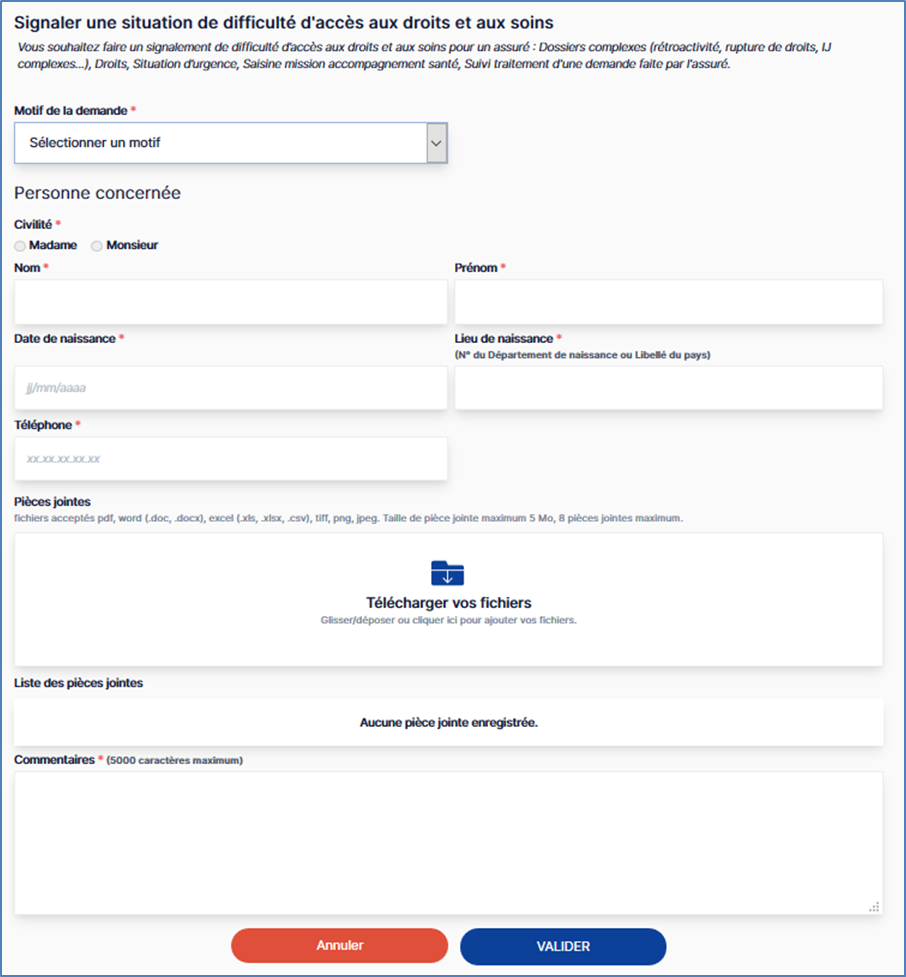 Signaler une situation de difficulté d'accès aux droits et aux soins
Vous souhaitez faire un signalement de difficulté d'accès aux droits et aux soins pour un assuré : Dossiers complexes (rétroactivité, rupture de droits, IJ
complexes...), Droits, Situation d'urgence, Saisine mission accompagnement santé, Suivi traitement d'une demande faite par l'assuré.
Motif de la demande *
Sélectionner un motif
Personne concernée
Civilité *
Madame Monsieur
Nom * Prénom *
Date de naissance * Lieu de naissance *
(N° du Département de naissance ou Libellé du pays)
jj/mm/aaaa
Téléphone *
xx.xx.xx.xx.xx
Pièces jointes
fichiers acceptés pdf, word (.doc, .docx), excel (.xls, .xlsx, .csv), tiff, png, jpeg. Taille de pièce jointe maximum 5 Mo, 8 pièces jointes maximum.
Télécharger vos fichiers
Glisser/déposer ou cliquer ici pour ajouter vos fichiers.
Liste des pièces jointes
Aucune pièce jointe enregistrée.
Commentaires * (5000 caractères maximum)
Annuler VALIDER